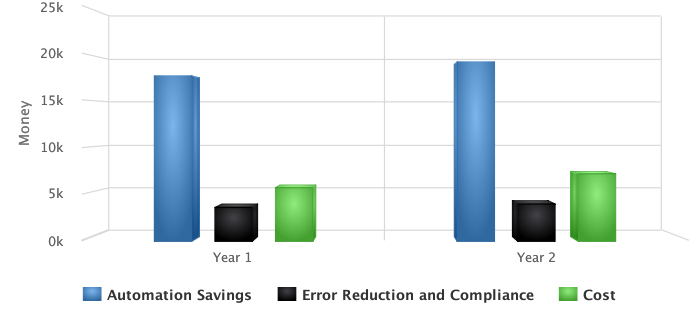 25k
20k
15k
10k
5k
0k
Money
Year 1
Year 2
Automation Savings
Error Reduction and Compliance
Cost